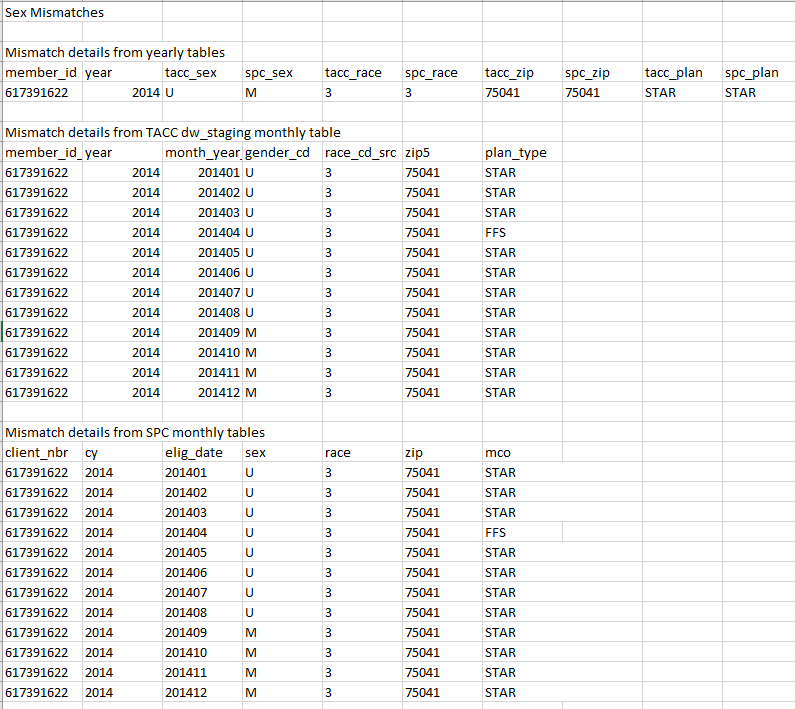 Sex Mismatches
Mismatch details from yearly tables
member_id year tacc_sex spc_sex tacc_race spc_race tacc_zip spc_zip tacc_plan spc_plan
617391622 2014 U M 3 3 75041 75041 STAR STAR
Mismatch details from TACC dw_staging monthly table
member_id_ year month_year_ gender_cd race_cd_src zip5 plan_type
617391622 2014 201401 U 3 75041 STAR
617391622 2014 201402 U 3 75041 STAR
617391622 2014 201403 U 3 75041 STAR
617391622 2014 201404 U 3 75041 FFS
617391622 2014 201405 U 3 75041 STAR
617391622 2014 201406 U 3 75041 STAR
617391622 2014 201407 U 3 75041 STAR
617391622 2014 201408 U 3 75041 STAR
617391622 2014 201409 M 3 75041 STAR
617391622 2014 201410 M 3 75041 STAR
617391622 2014 201411 M 3 75041 STAR
617391622 2014 201412 M 3 75041 STAR
Mismatch details from SPC monthly tables
client_nbr cy elig_date sex race zip mco
617391622 2014 201401 U 3 75041 STAR
617391622 2014 201402 U 3 75041 STAR
617391622 2014 201403 U 3 75041 STAR
617391622 2014 201404 U 3 75041 FFS
617391622 2014 201405 U 3 75041 STAR
617391622 2014 201406 U 3 75041 STAR
617391622 2014 201407 U 3 75041 STAR
617391622 2014 201408 U 3 75041 STAR
617391622 2014 201409 M 3 75041 STAR
617391622 2014 201410 M 3 75041 STAR
617391622 2014 201411 M 3 75041 STAR
617391622 2014 201412 M 3 75041 STAR